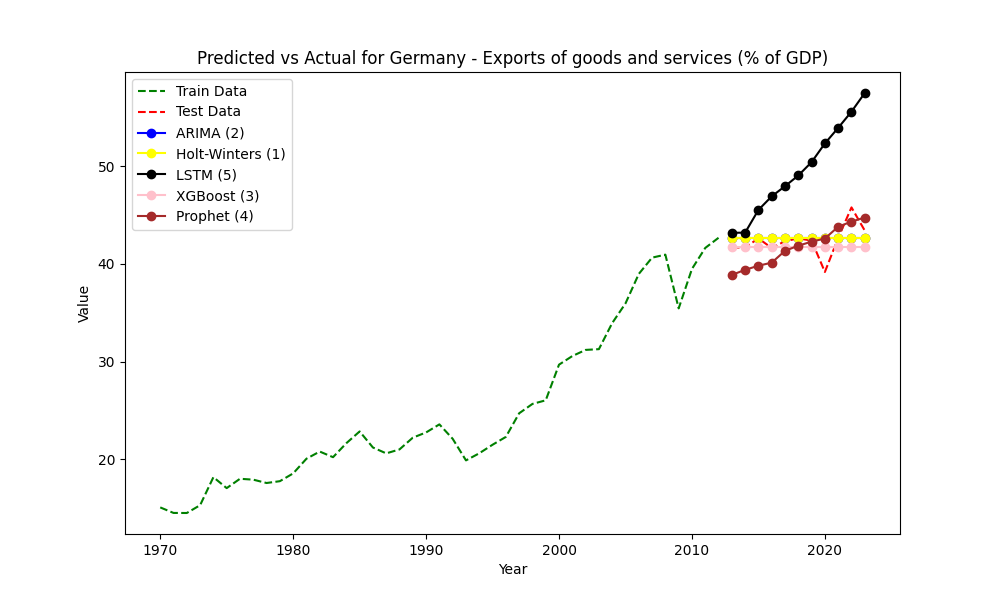 Predicted vs Actual for Germany - Exports of goods and services (% of GDP)
Train Data
Test Data
ARIMA (2)
Holt-Winters (1)
LSTM (5)
XGBoost (3)
Prophet (4)
Value
50
40
30
20
1970
1980
1990
2000
2010
2020
Year